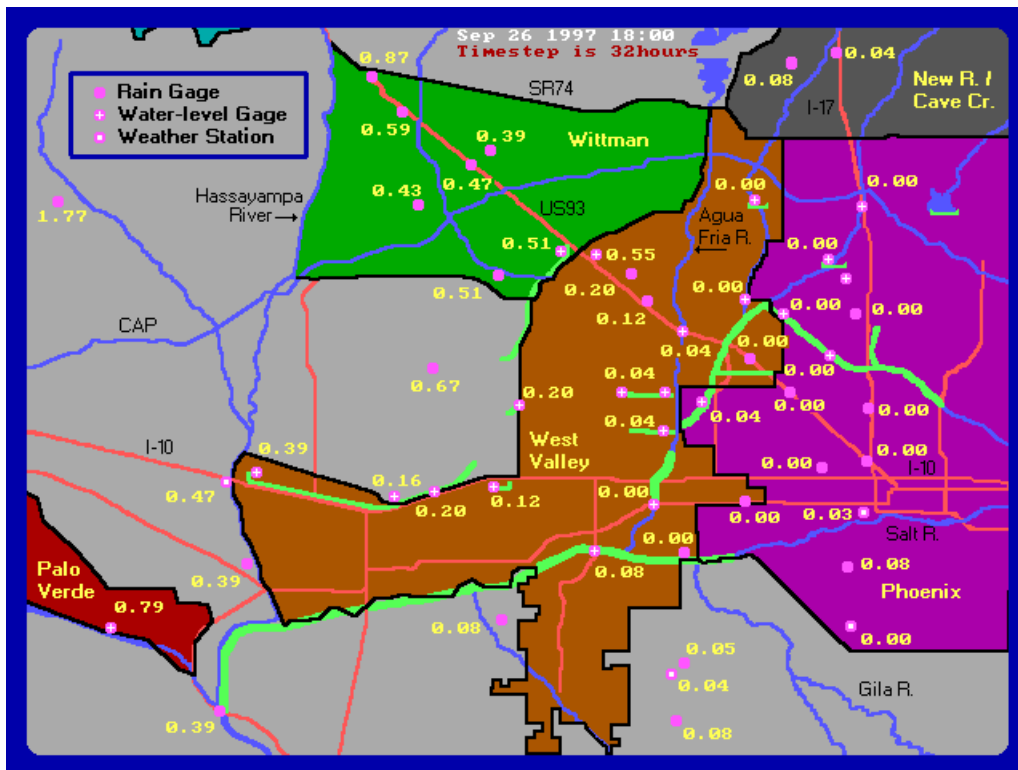 Sep 26 1997 18:00
Timestep is 32hours
0.87
0.04
0.08
New R. /
Cave Cr.
SR74
I-17
Rain Gage
Water-level Gage
Weather Station
0.59
0.39
Wittman
0.47
0.43
Hassayampa
River
1.77
US93
Agua
Fria R.
0.00
0.00
0.51
0.55
0.00
0.51
0.20
0.00
0.12
0.00
0.00
CAP
0.04
0.00
0.00
0.67
0.04
0.20
0.04
0.04
0.00
0.00
West
Valley
I-10
0.39
0.00
0.00
I-10
0.47
0.16
0.20
0.12
0.00
0.00
0.03
Salt R.
0.00
0.08
0.08
Phoenix
Palo
Verde
0.39
0.79
0.08
0.00
0.05
0.04
Gila R.
0.39
0.08